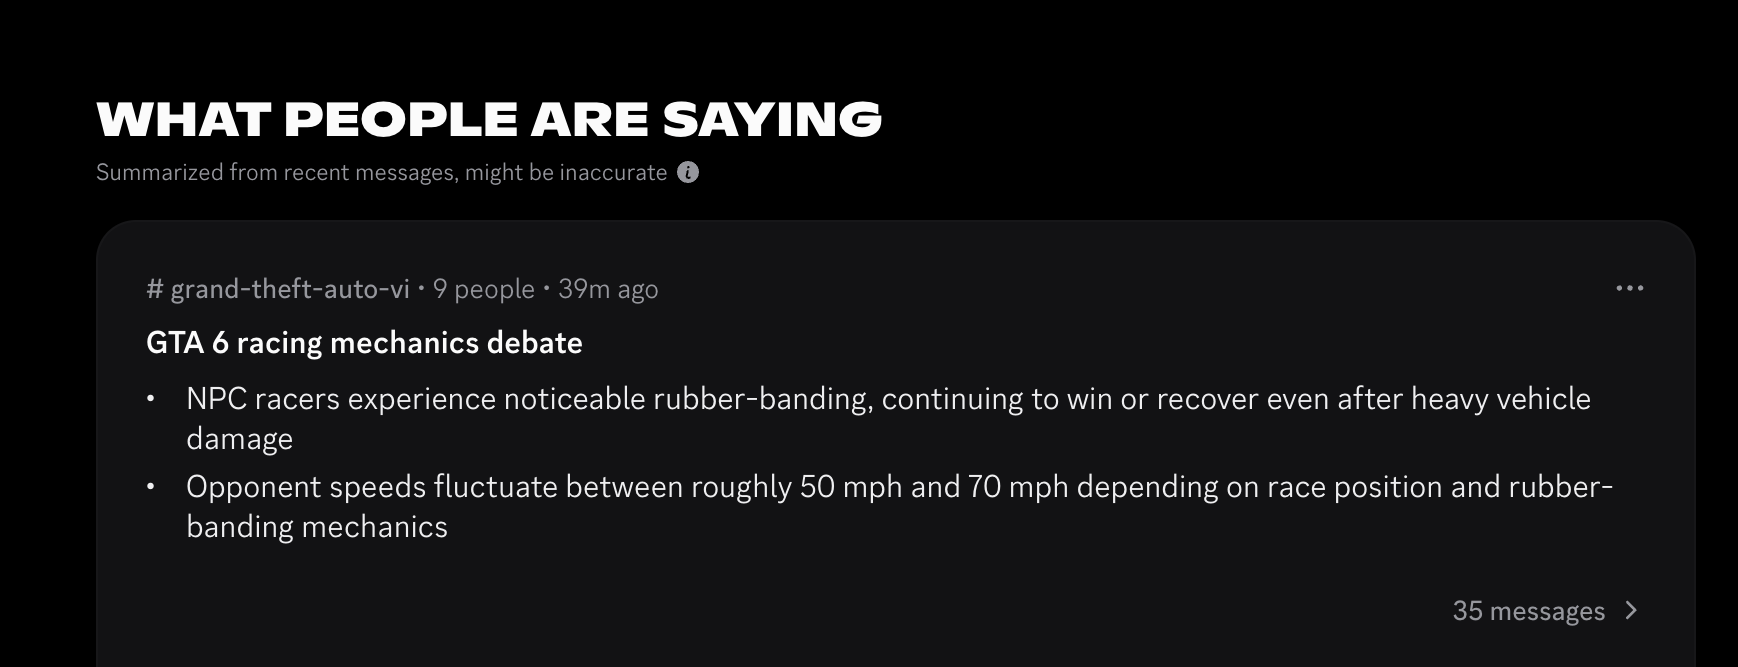 WHAT PEOPLE ARE SAYING
Summarized from recent messages, might be inaccurate i
# grand-theft-auto-vi • 9 people • 39m ago
GTA 6 racing mechanics debate
• NPC racers experience noticeable rubber-banding, continuing to win or recover even after heavy vehicle
damage
• Opponent speeds fluctuate between roughly 50 mph and 70 mph depending on race position and rubber-
banding mechanics
35 messages